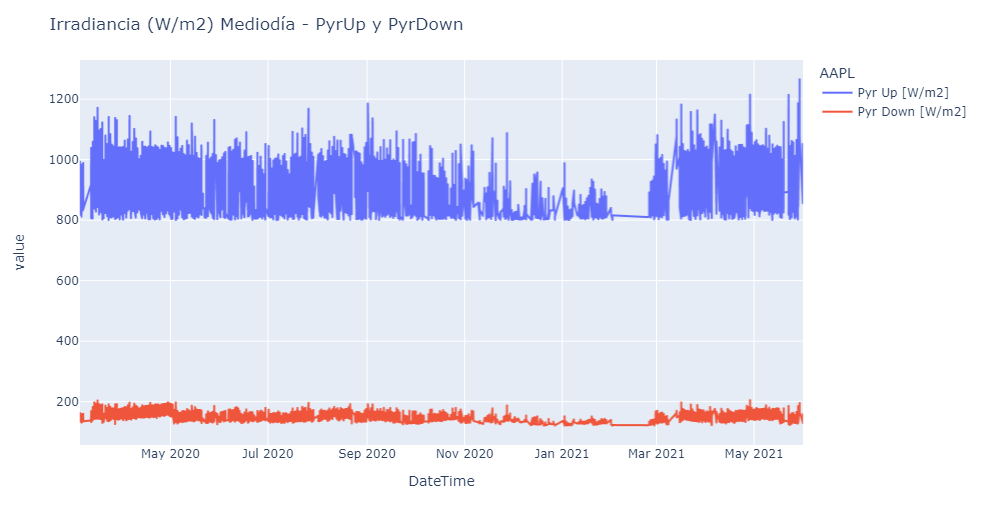 Irradiancia (W/m2) Mediodía - PyrUp y PyrDown
AAPL
Pyr Up [W/m2]
Pyr Down [W/m2]
1200
1000
800
600
400
200
value
May 2020 Jul 2020 Sep 2020 Nov 2020 Jan 2021 Mar 2021 May 2021
DateTime